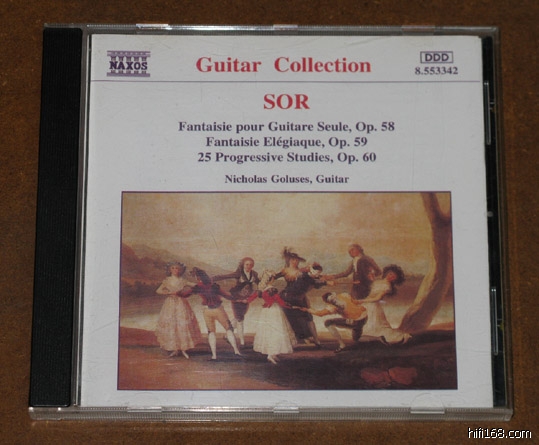 NAXOS
Guitar Collection
DDD
8.553342
SOR
Fantaisie pour Guitare Seule, Op. 58
Fantaisie Elégiaque, Op. 59
25 Progressive Studies, Op. 60
Nicholas Goluses, Guitar
hifi168.com